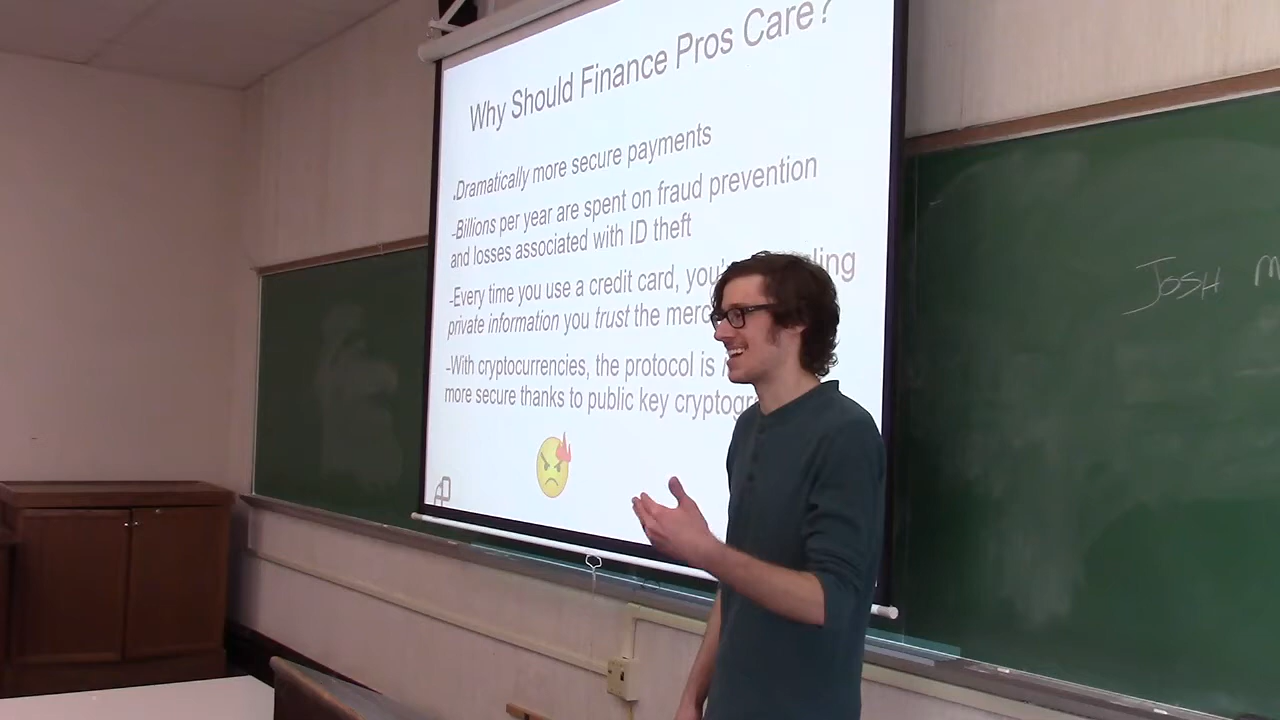 Why Should Finance Pros Care?
.Dramatically more secure payments
-Billions per year are spent on fraud prevention
and losses associated with ID theft
-Every time you use a credit card,
private information you trust the
-With cryptocurrencies, the protocol is
more secure thanks to public key
JOSH M